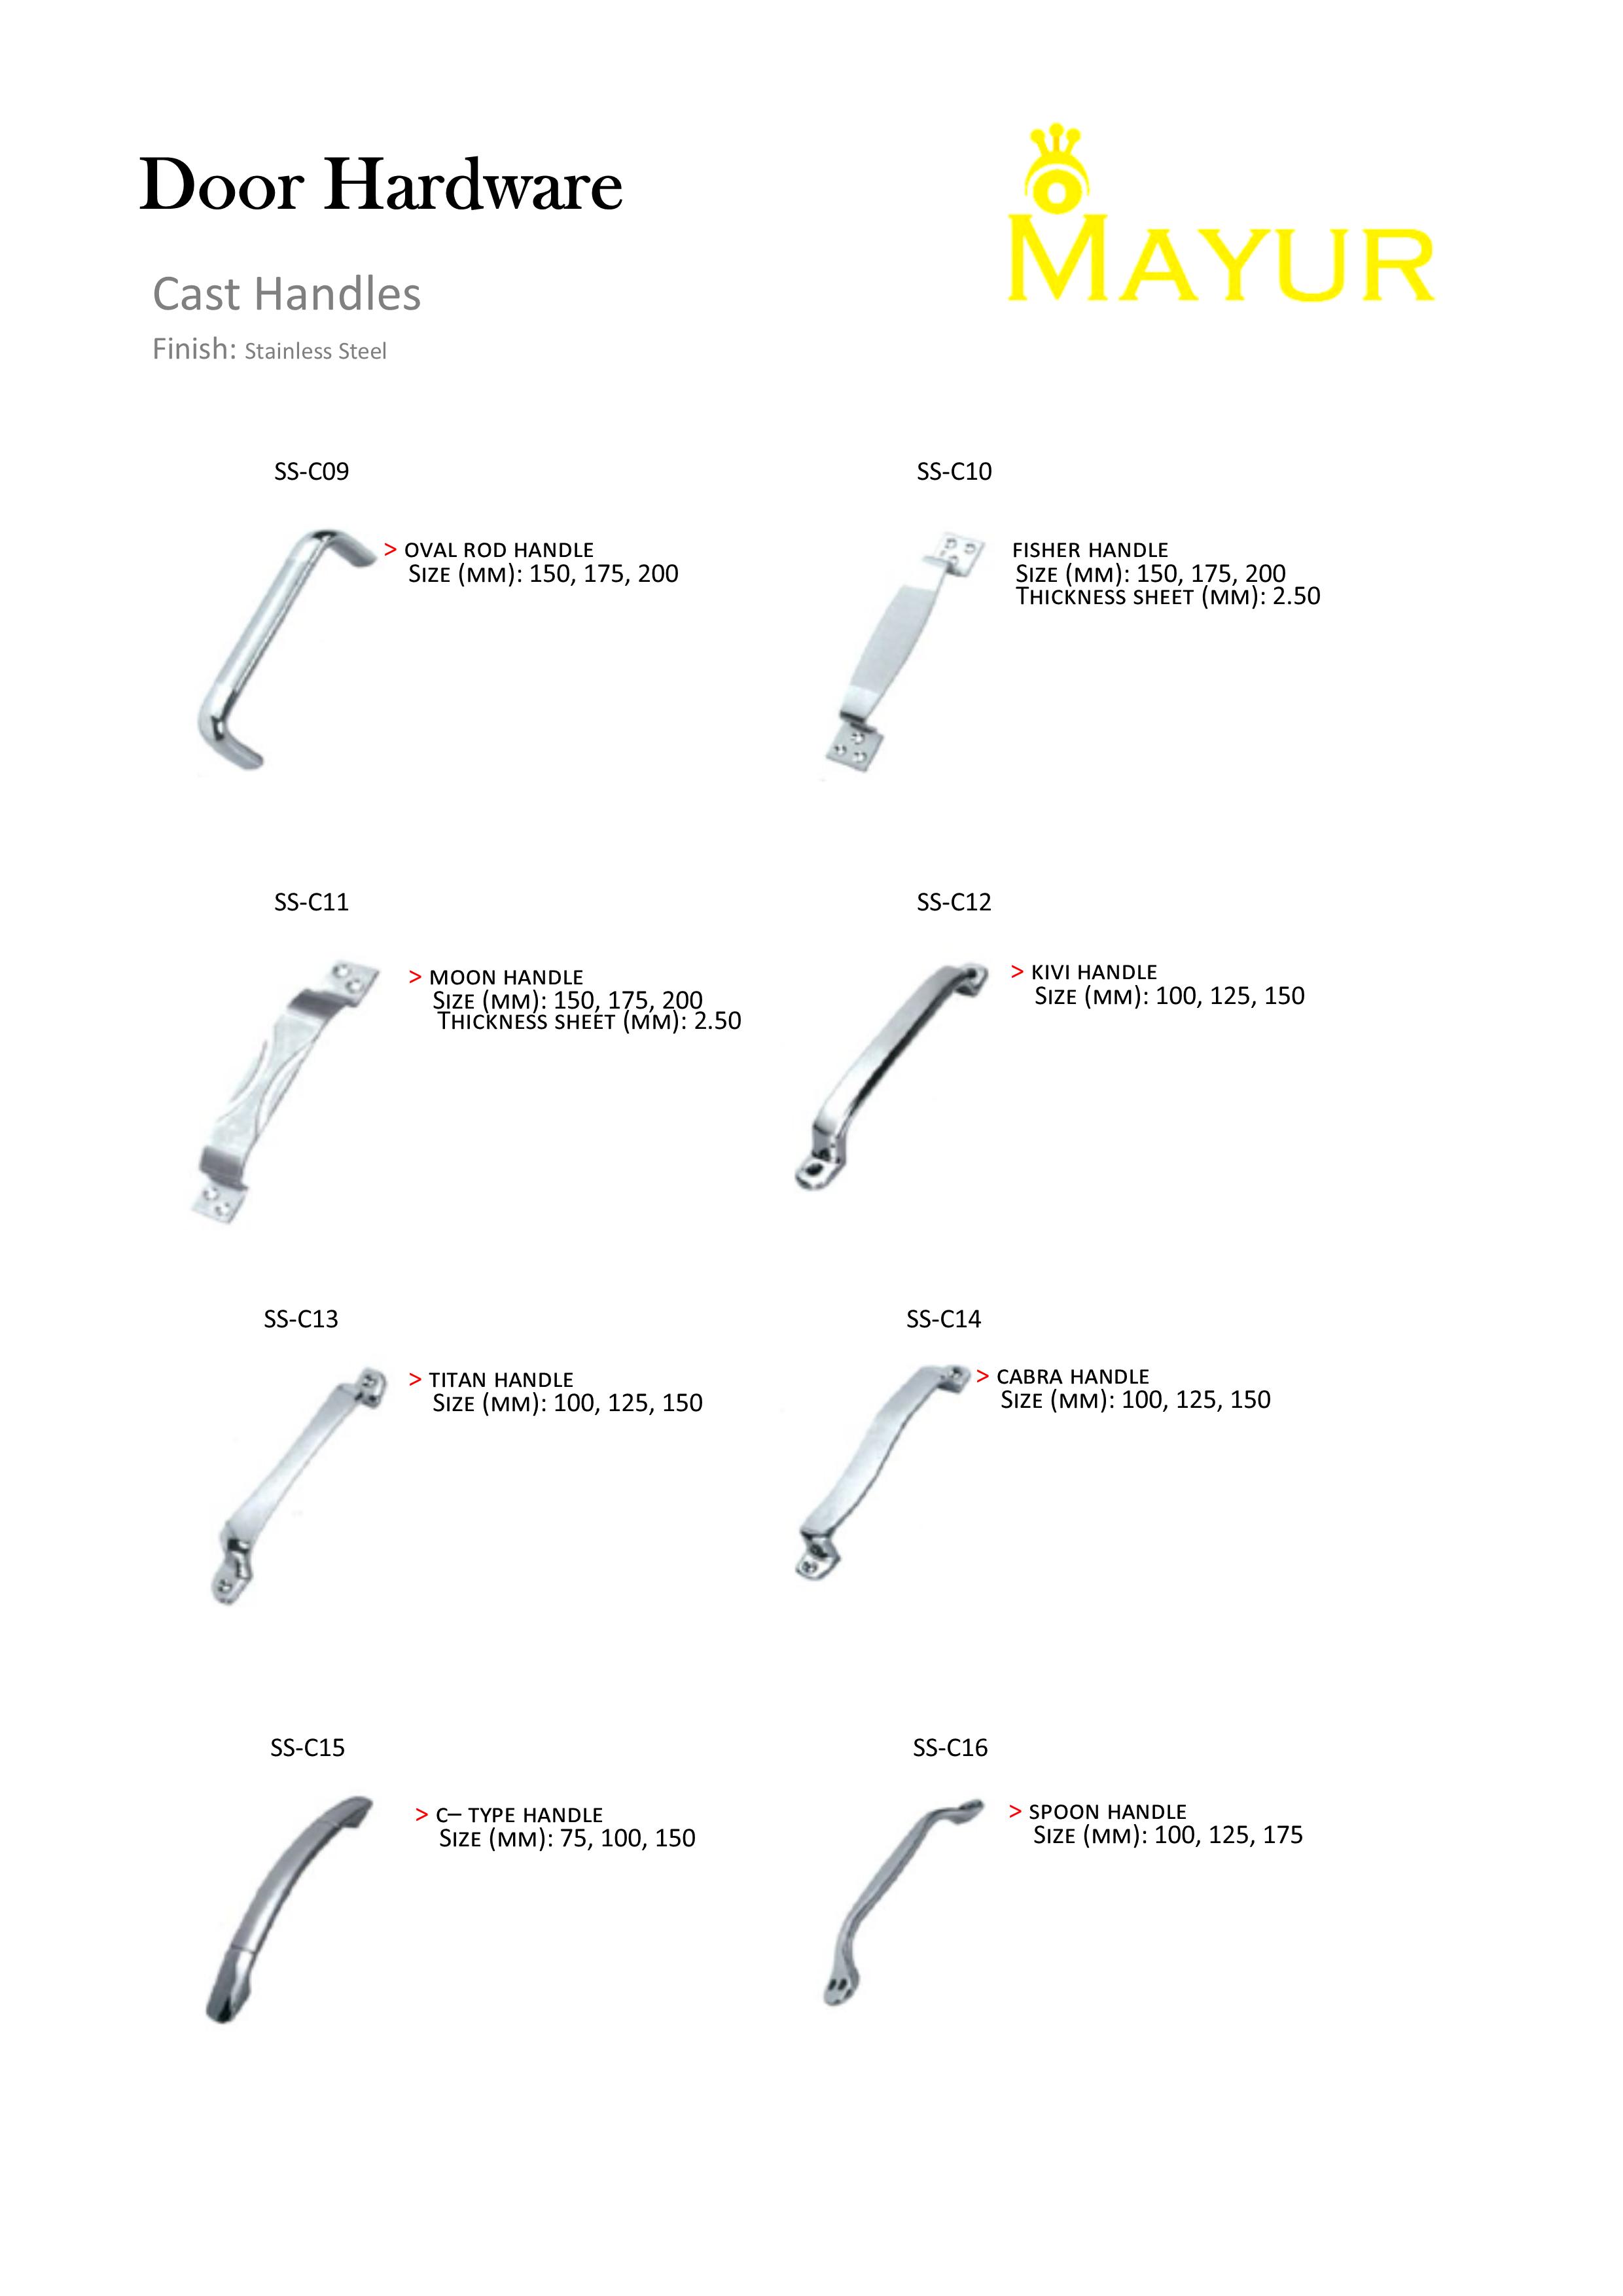 Door Hardware
MAYUR
Cast Handles
Finish: Stainless Steel
SS-C09
> OVAL ROD HANDLE
SIZE (MM): 150, 175, 200
SS-C10
FISHER HANDLE
SIZE (MM): 150, 175, 200
THICKNESS SHEET (MM): 2.50
SS-C11
> MOON HANDLE
SIZE (MM): 150, 175, 200
THICKNESS SHEET (MM): 2.50
SS-C12
> KIVI HANDLE
SIZE (MM): 100, 125, 150
SS-C13
> TITAN HANDLE
SIZE (MM): 100, 125, 150
SS-C14
> CABRA HANDLE
SIZE (MM): 100, 125, 150
SS-C15
> C– TYPE HANDLE
SIZE (MM): 75, 100, 150
SS-C16
> SPOON HANDLE
SIZE (MM): 100, 125, 175